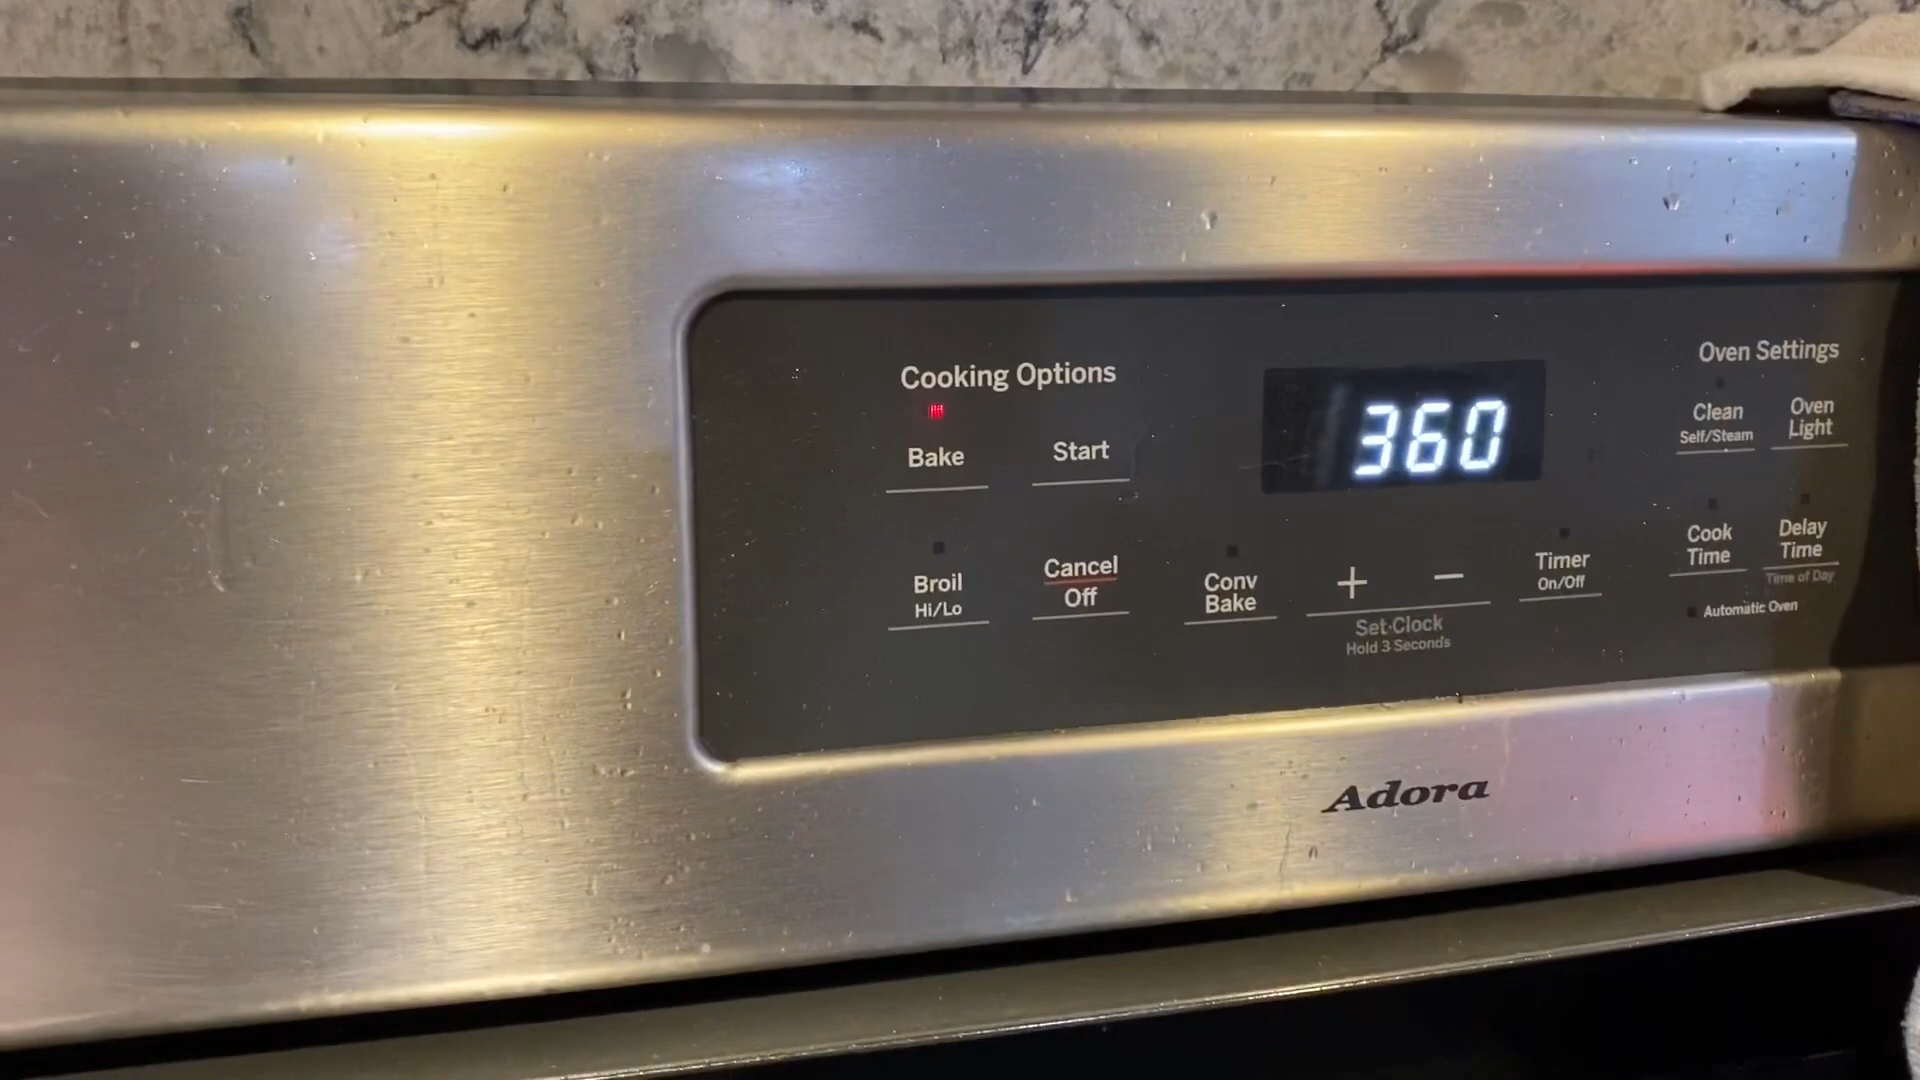 Cooking Options
Bake
Start
360
Oven Settings
Clean
Self/Steam
Oven
Light
Broil
Hi/Lo
Cancel
Off
Conv
Bake
+
−
Set Clock
Hold 3 Seconds
Timer
On/Off
Cook
Time
Delay
Time
Time of Day
Automatic Oven
Adora